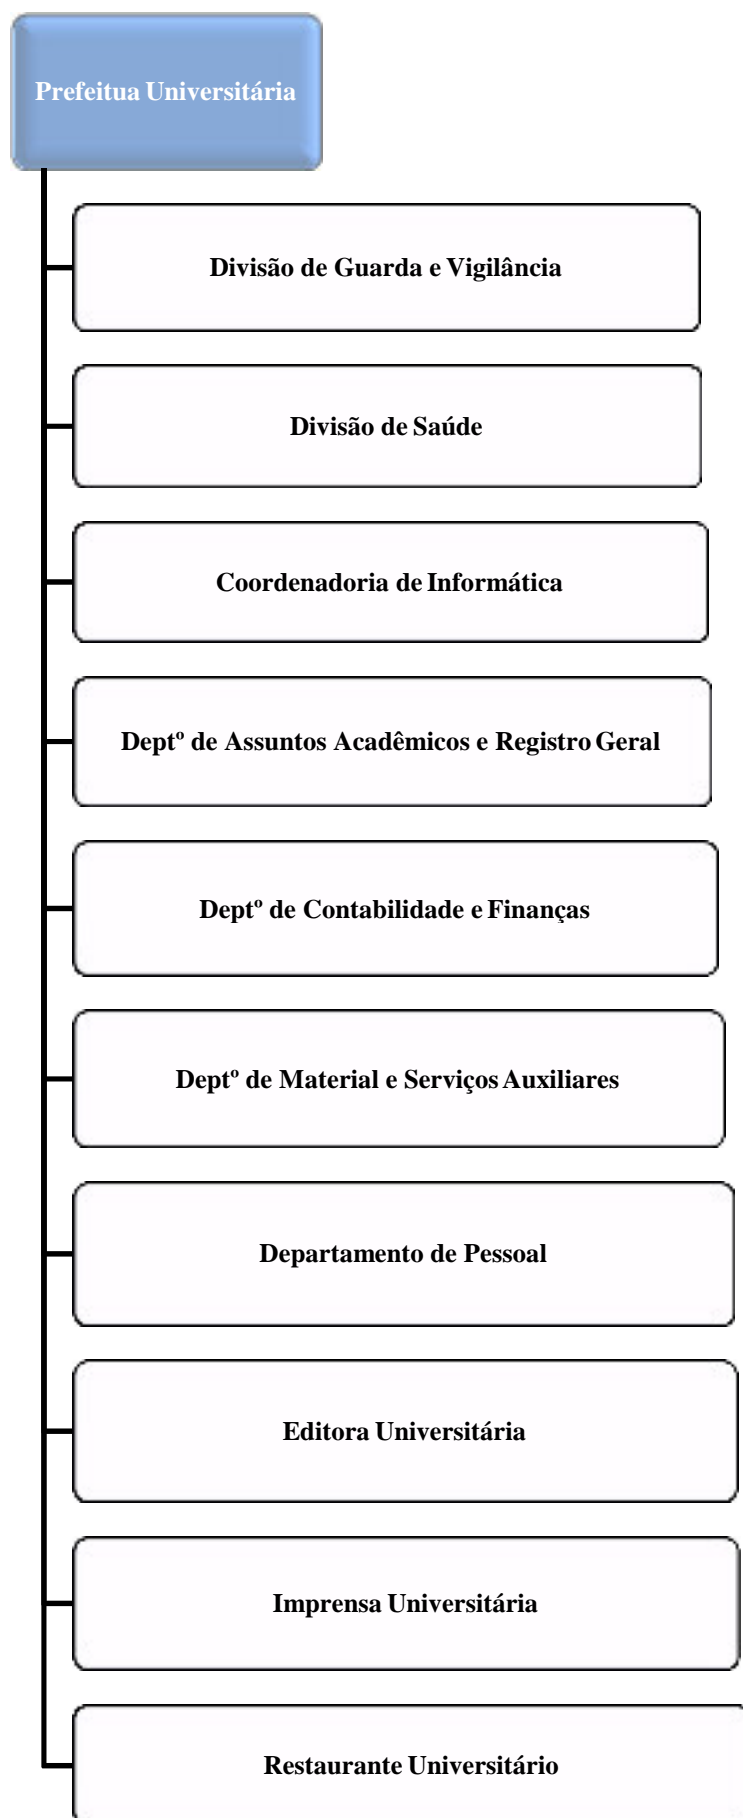 Prefeitua Universitária
Divisão de Guarda e Vigilância
Divisão de Saúde
Coordenadoria de Informática
Deptº de Assuntos Acadêmicos e Registro Geral
Deptº de Contabilidade e Finanças
Deptº de Material e Serviços Auxiliares
Departamento de Pessoal
Editora Universitária
Imprensa Universitária
Restaurante Universitário